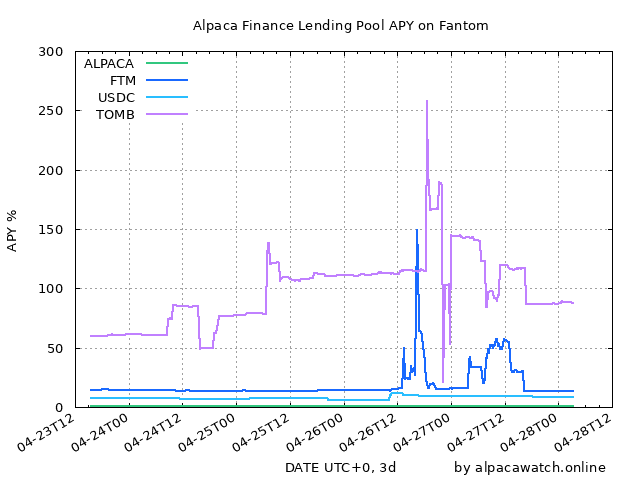 Alpaca Finance Lending Pool APY on Fantom
APY %
300
250
200
150
100
50
0
ALPACA
FTM
USDC
TOMB
04-23T12
04-24T00
04-24T12
04-25T00
04-25T12
04-26T00
04-26T12
04-27T00
04-27T12
04-28T00
04-28T12
DATE UTC+0, 3d
by alpacawatch.online